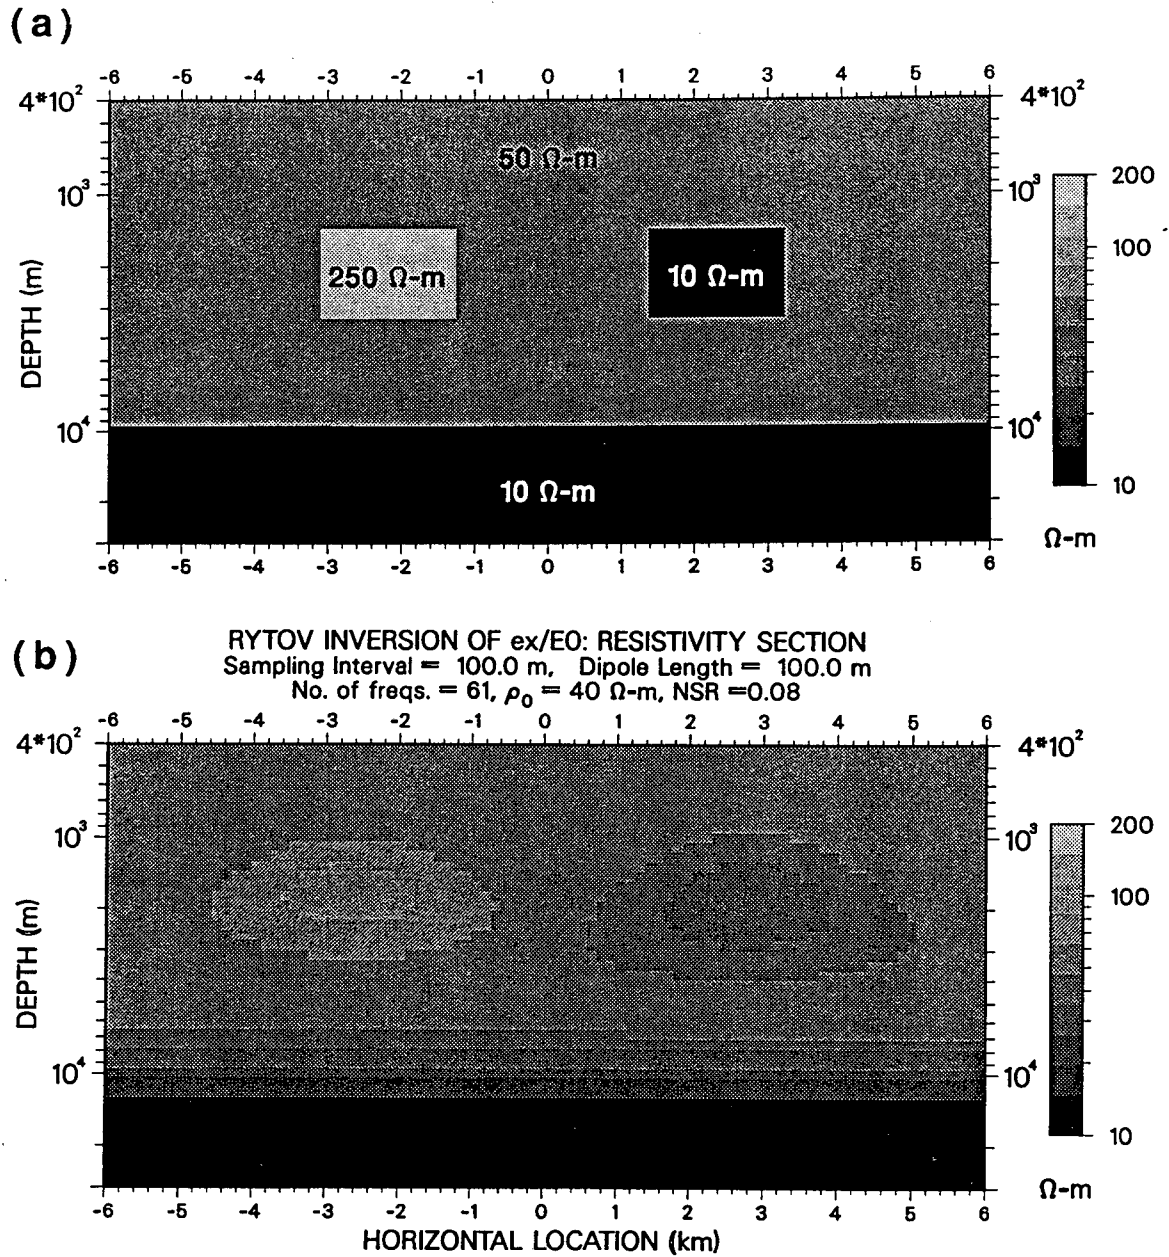 (a)
-6 -5 -4 -3 -2 -1 0 1 2 3 4 5 6
4*10² 4*10²
50 Ω-m
10³ 10³
200
100
250 Ω-m 10 Ω-m
DEPTH (m)
10⁴ 10⁴
10 Ω-m
10
Ω-m
-6 -5 -4 -3 -2 -1 0 1 2 3 4 5 6
(b)
RYTOV INVERSION OF ex/E0: RESISTIVITY SECTION
Sampling Interval = 100.0 m, Dipole Length = 100.0 m
No. of freqs. = 61, ρ₀ = 40 Ω-m, NSR =0.08
-6 -5 -4 -3 -2 -1 0 1 2 3 4 5 6
4*10² 4*10²
10³ 10³
200
100
DEPTH (m)
10⁴ 10⁴
10
Ω-m
-6 -5 -4 -3 -2 -1 0 1 2 3 4 5 6
HORIZONTAL LOCATION (km)